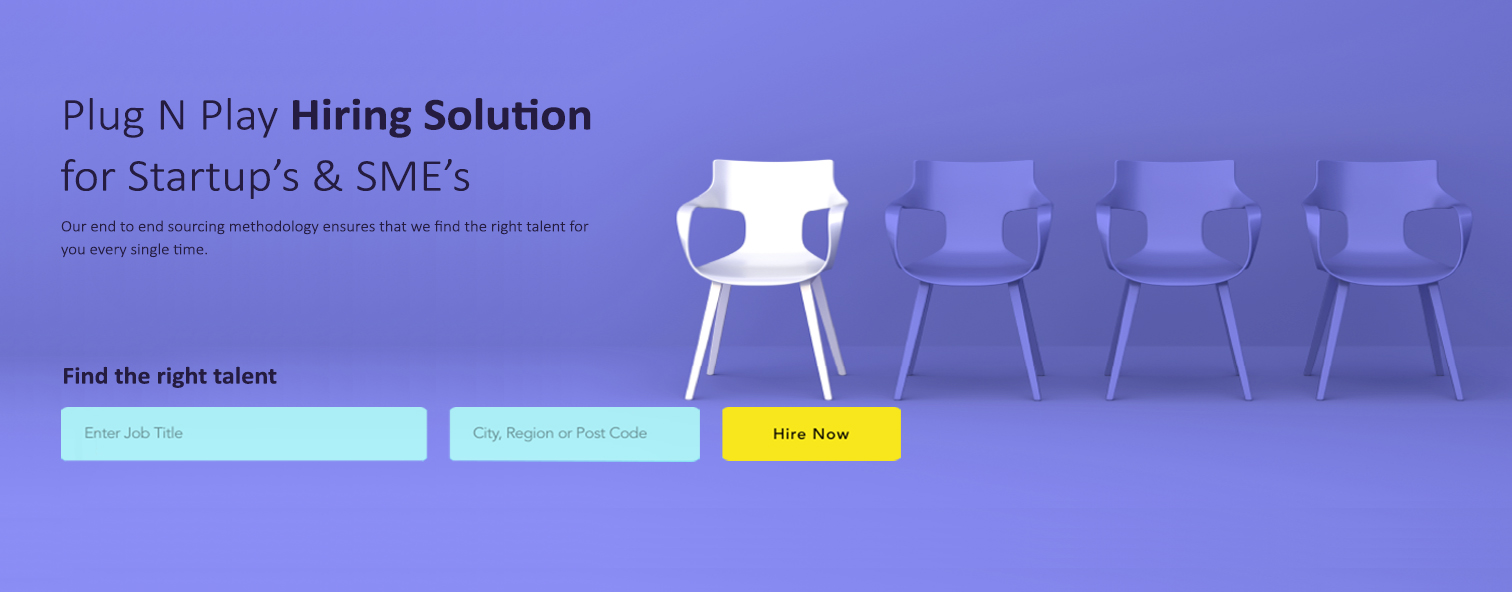 Plug N Play Hiring Solution
for Startup’s & SME’s
Our end to end sourcing methodology ensures that we find the right talent for
you every single time.
Find the right talent
Enter Job Title
City, Region or Post Code
Hire Now